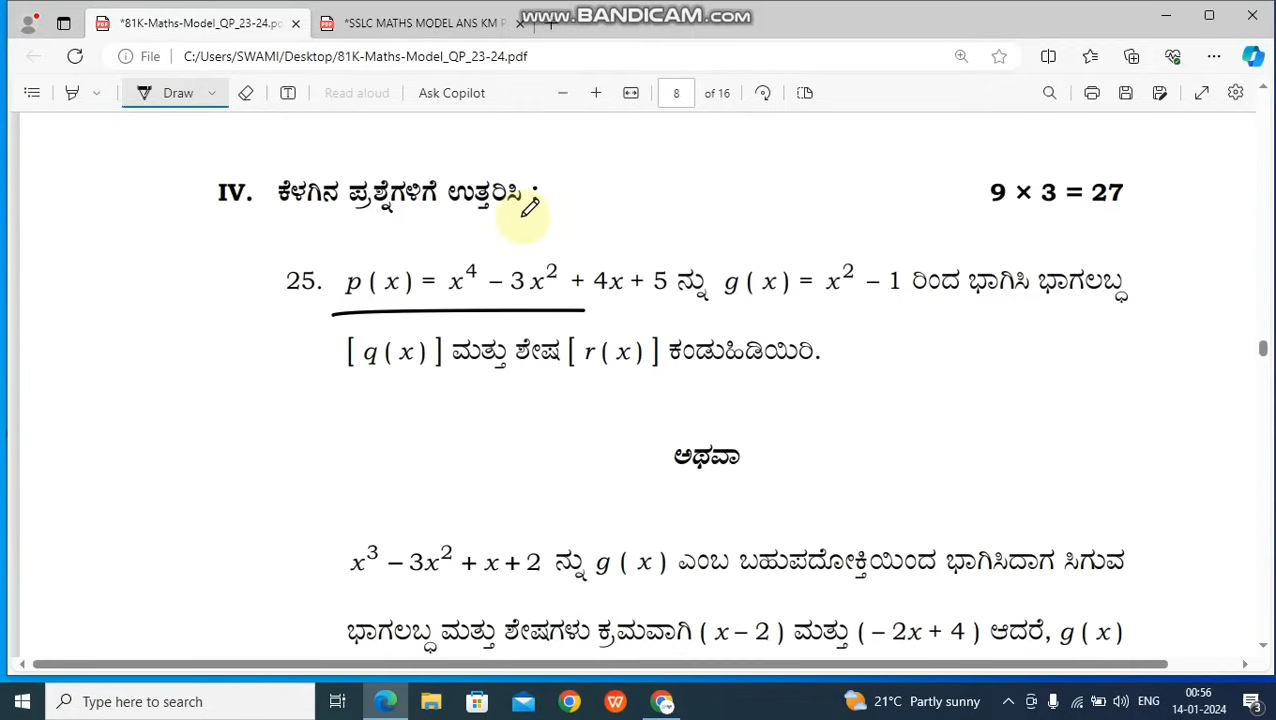 WWW.BANDICAM.COM
*81K-Maths-Model_QP_23-24.pdf
*SSLC MATHS MODEL ANS KM P
File C:/Users/SWAMI/Desktop/81K-Maths-Model_QP_23-24.pdf
Draw Read aloud Ask Copilot 8 of 16
IV. ಕೆಳಗಿನ ಪ್ರಶ್ನೆಗಳಿಗೆ ಉತ್ತರಿಸಿ : 9 × 3 = 27
25. p ( x ) = x⁴ − 3x² + 4x + 5 ನ್ನು g ( x ) = x² − 1 ರಿಂದ ಭಾಗಿಸಿ ಭಾಗಲಬ್ಧ
[ q ( x ) ] ಮತ್ತು ಶೇಷ [ r ( x ) ] ಕಂಡುಹಿಡಿಯಿರಿ.
ಅಥವಾ
x³ − 3x² + x + 2 ನ್ನು g ( x ) ಎಂಬ ಬಹುಪದೋಕ್ತಿಯಿಂದ ಭಾಗಿಸಿದಾಗ ಸಿಗುವ
ಭಾಗಲಬ್ಧ ಮತ್ತು ಶೇಷಗಳು ಕ್ರಮವಾಗಿ ( x − 2 ) ಮತ್ತು ( − 2x + 4 ) ಆದರೆ, g ( x )
Type here to search 21°C Partly sunny ENG 00:56
14-01-2024 3